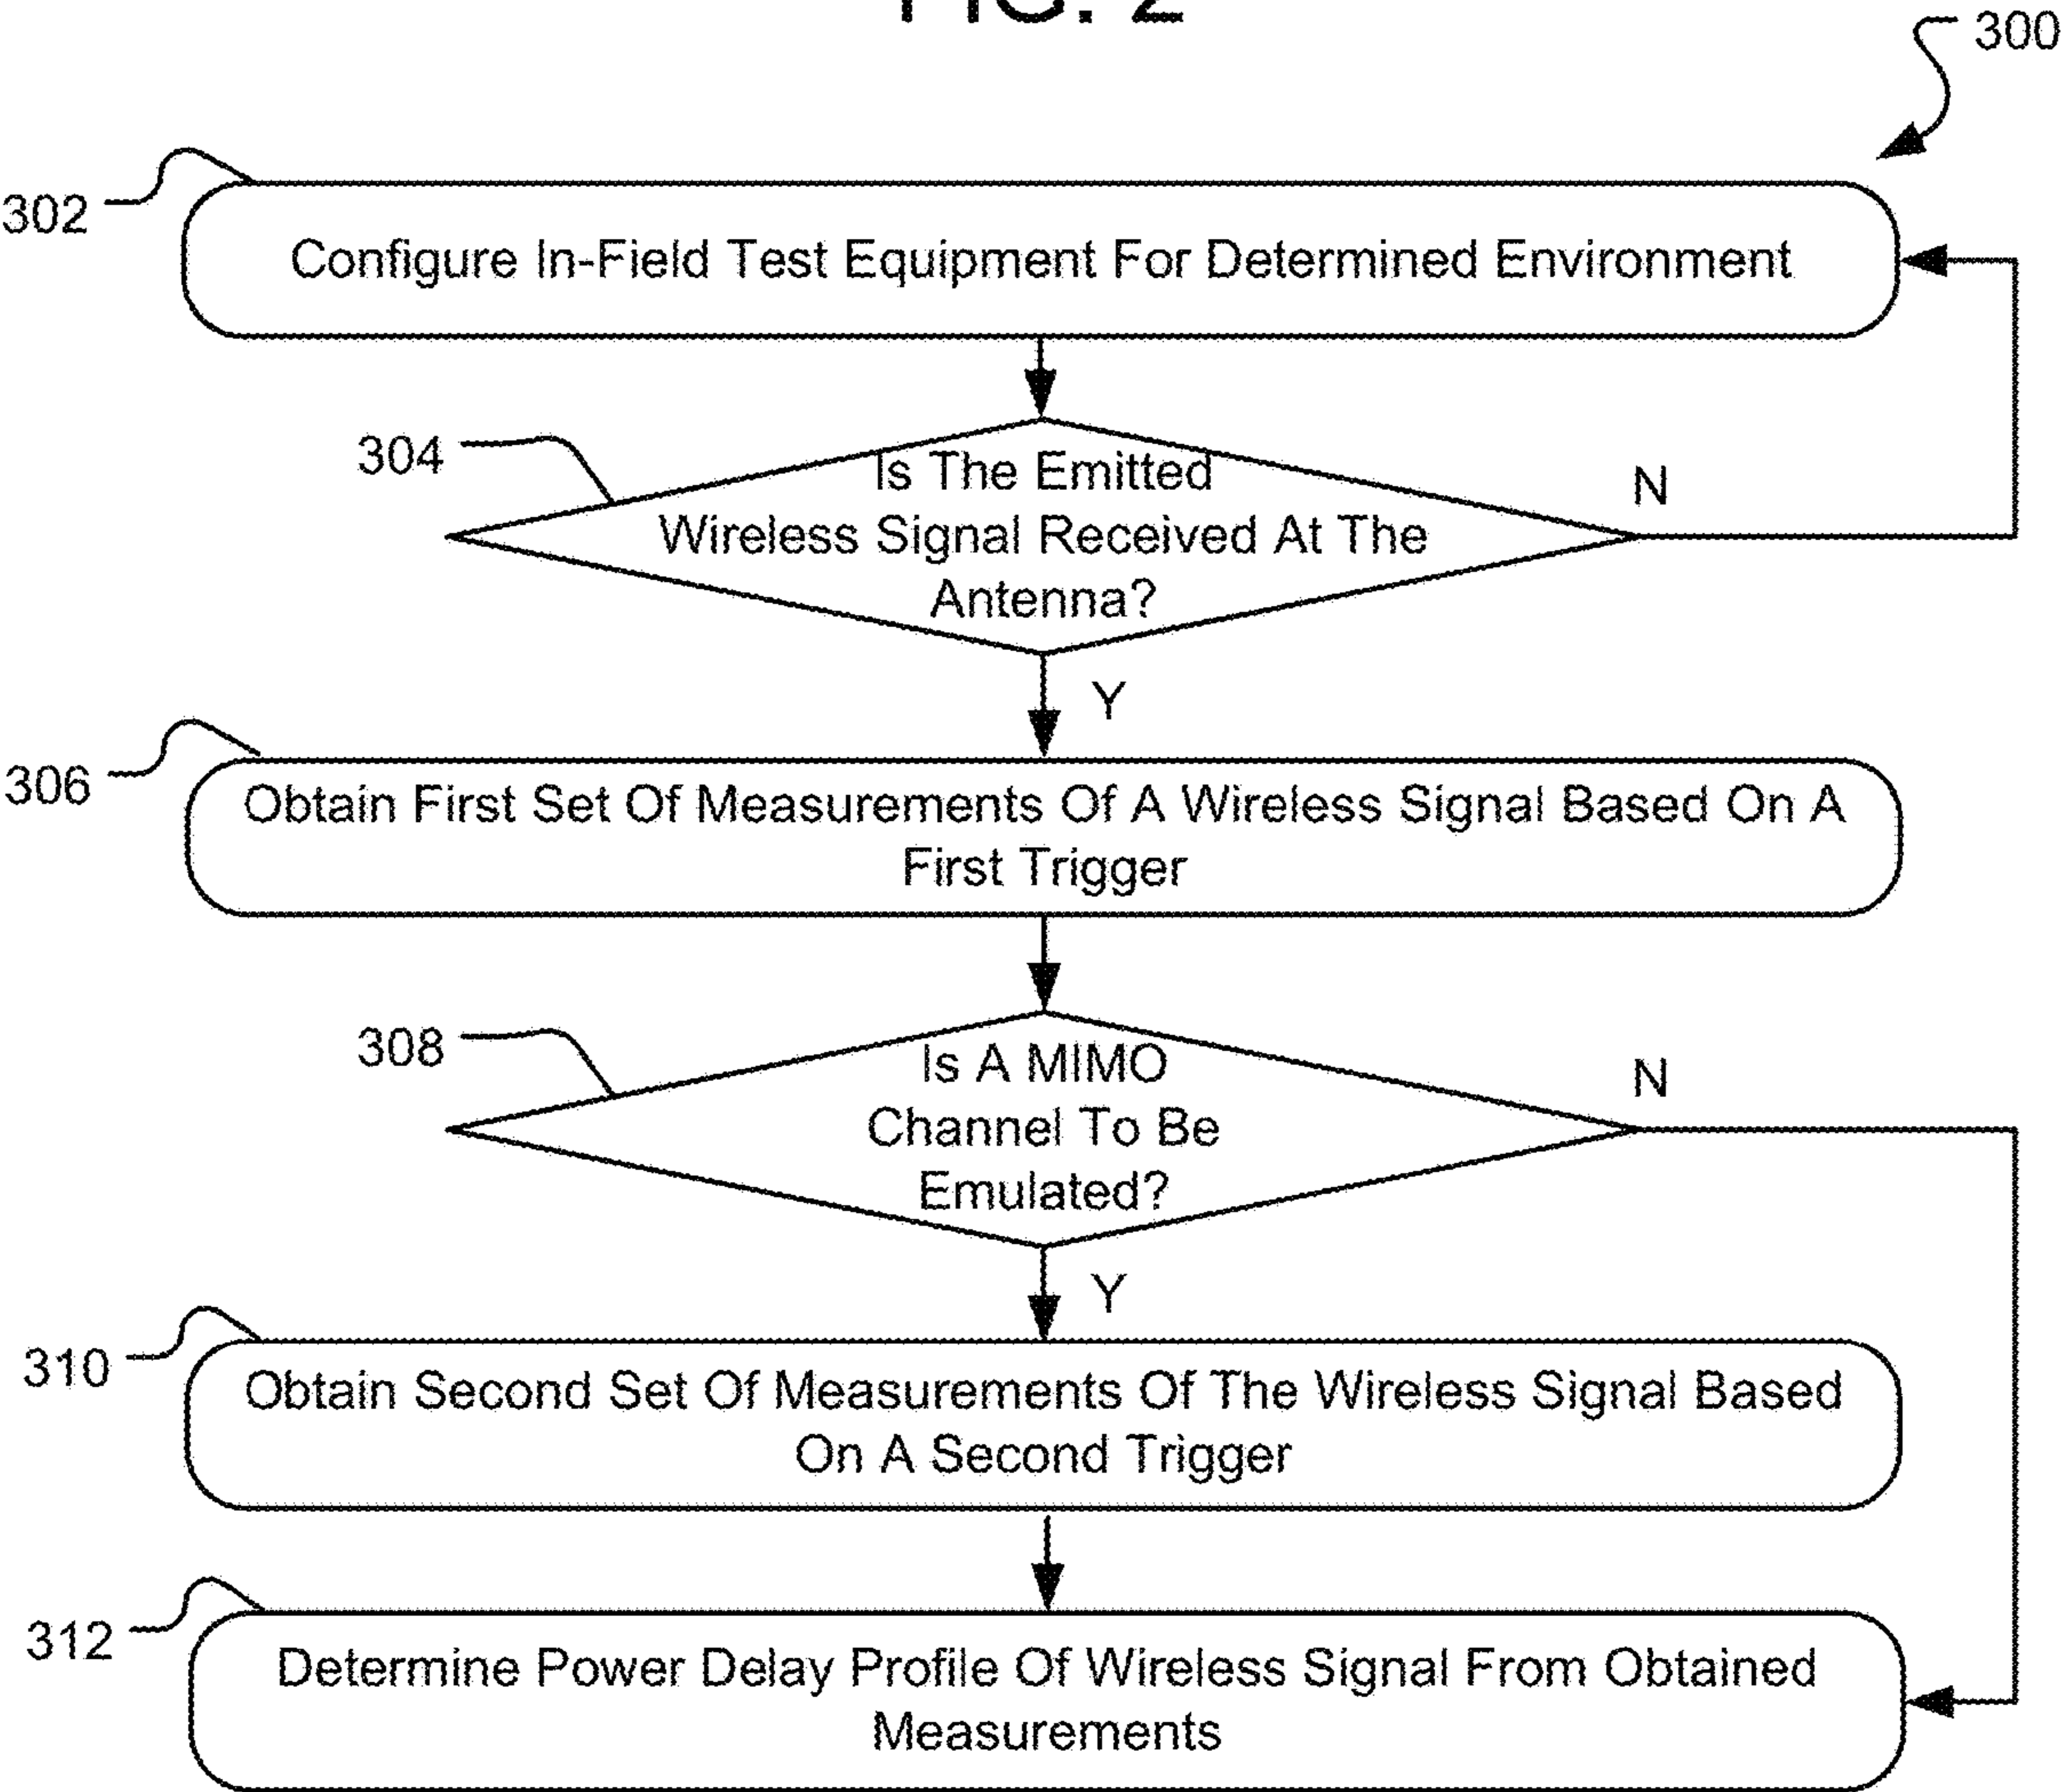 FIG. 2
300
302
Configure In-Field Test Equipment For Determined Environment
304
Is The Emitted
Wireless Signal Received At The
Antenna?
N
Y
306
Obtain First Set Of Measurements Of A Wireless Signal Based On A
First Trigger
308
Is A MIMO
Channel To Be
Emulated?
N
Y
310
Obtain Second Set Of Measurements Of The Wireless Signal Based
On A Second Trigger
312
Determine Power Delay Profile Of Wireless Signal From Obtained
Measurements